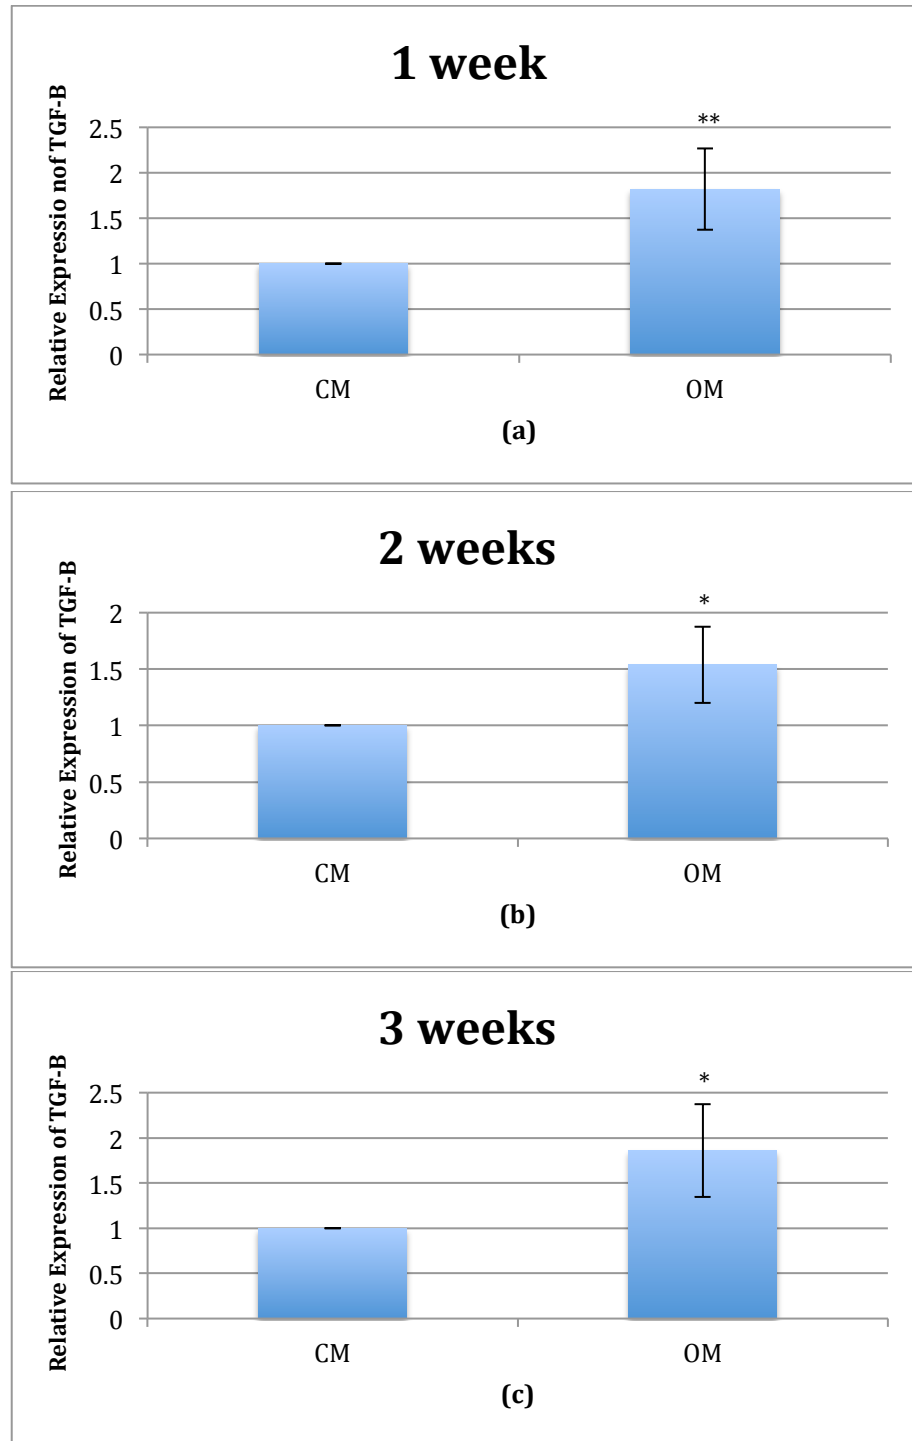 1 week
Relative Expressio nof TGF-B
2.5
2
1.5
1
0.5
0
**
CM
OM
(a)
2 weeks
Relative Expression of TGF-B
2
1.5
1
0.5
0
*
CM
OM
(b)
3 weeks
Relative Expression of TGF-B
2.5
2
1.5
1
0.5
0
*
CM
OM
(c)